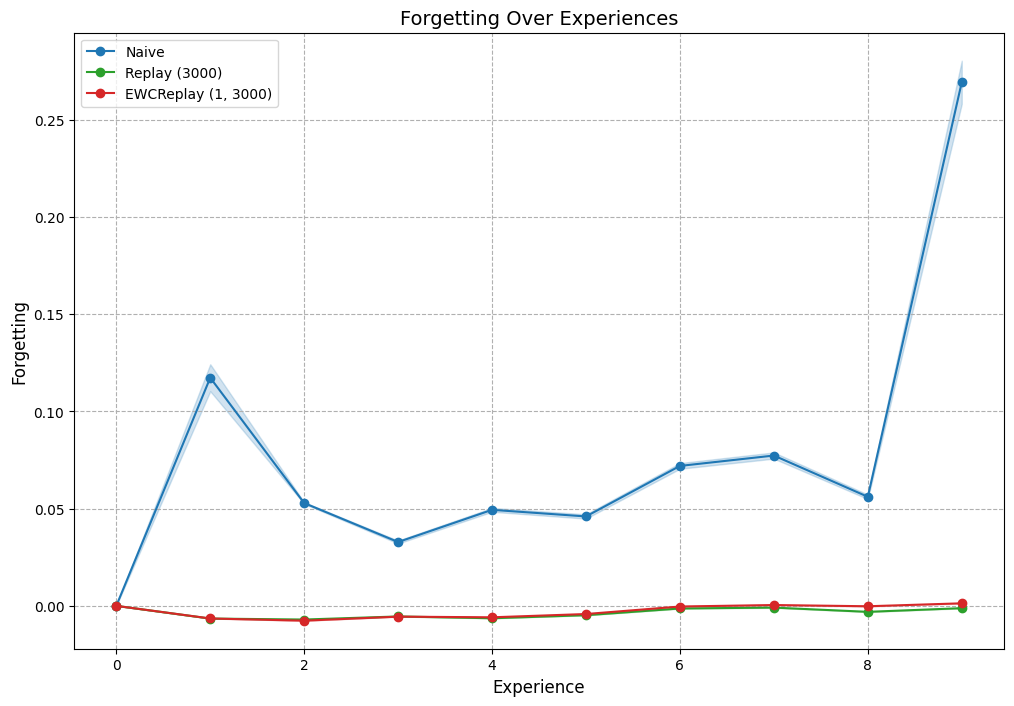 Forgetting Over Experiences
Naive
Replay (3000)
EWCReplay (1, 3000)
Forgetting
0.25
0.20
0.15
0.10
0.05
0.00
0 2 4 6 8
Experience